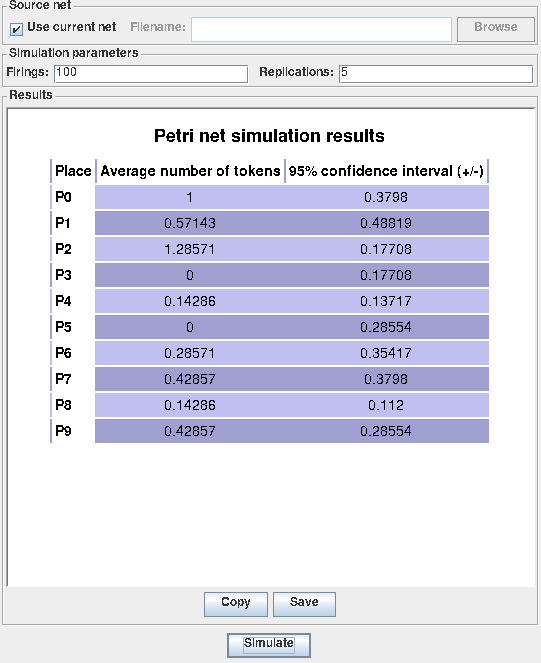 Source net
Use current net Filename: Browse
Simulation parameters
Firings: 100 Replications: 5
Results
Petri net simulation results
Place Average number of tokens 95% confidence interval (+/-)
P0 1 0.3798
P1 0.57143 0.48819
P2 1.28571 0.17708
P3 0 0.17708
P4 0.14286 0.13717
P5 0 0.28554
P6 0.28571 0.35417
P7 0.42857 0.3798
P8 0.14286 0.112
P9 0.42857 0.28554
Copy Save
Simulate